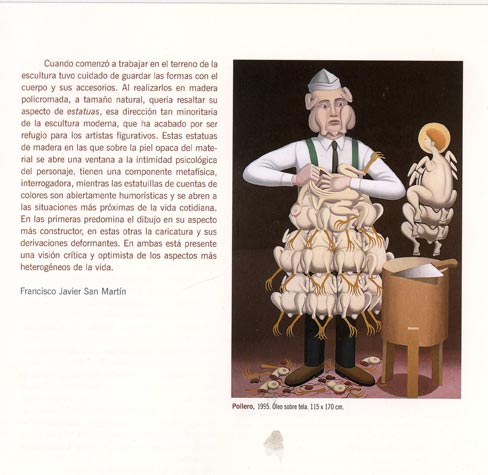 Cuando comenzó a trabajar en el terreno de la
escultura tuvo cuidado de guardar las formas con el
cuerpo y sus accesorios. Al realizarlos en madera
policromada, a tamaño natural, quería resaltar su
aspecto de estatuas, esa dirección tan minoritaria
de la escultura moderna, que ha acabado por ser
refugio para los artistas figurativos. Estas estatuas
de madera en las que sobre la piel opaca del mate-
rial se abre una ventana a la intimidad psicológica
del personaje, tienen una componente metafísica,
interrogadora, mientras las estatuillas de cuentas de
colores son abiertamente humorísticas y se abren a
las situaciones más próximas de la vida cotidiana.
En las primeras predomina el dibujo en su aspecto
más constructor, en estas otras la caricatura y sus
derivaciones deformantes. En ambas está presente
una visión crítica y optimista de los aspectos más
heterogéneos de la vida.
Francisco Javier San Martín
Pollero, 1995. Óleo sobre tela. 115 x 170 cm.